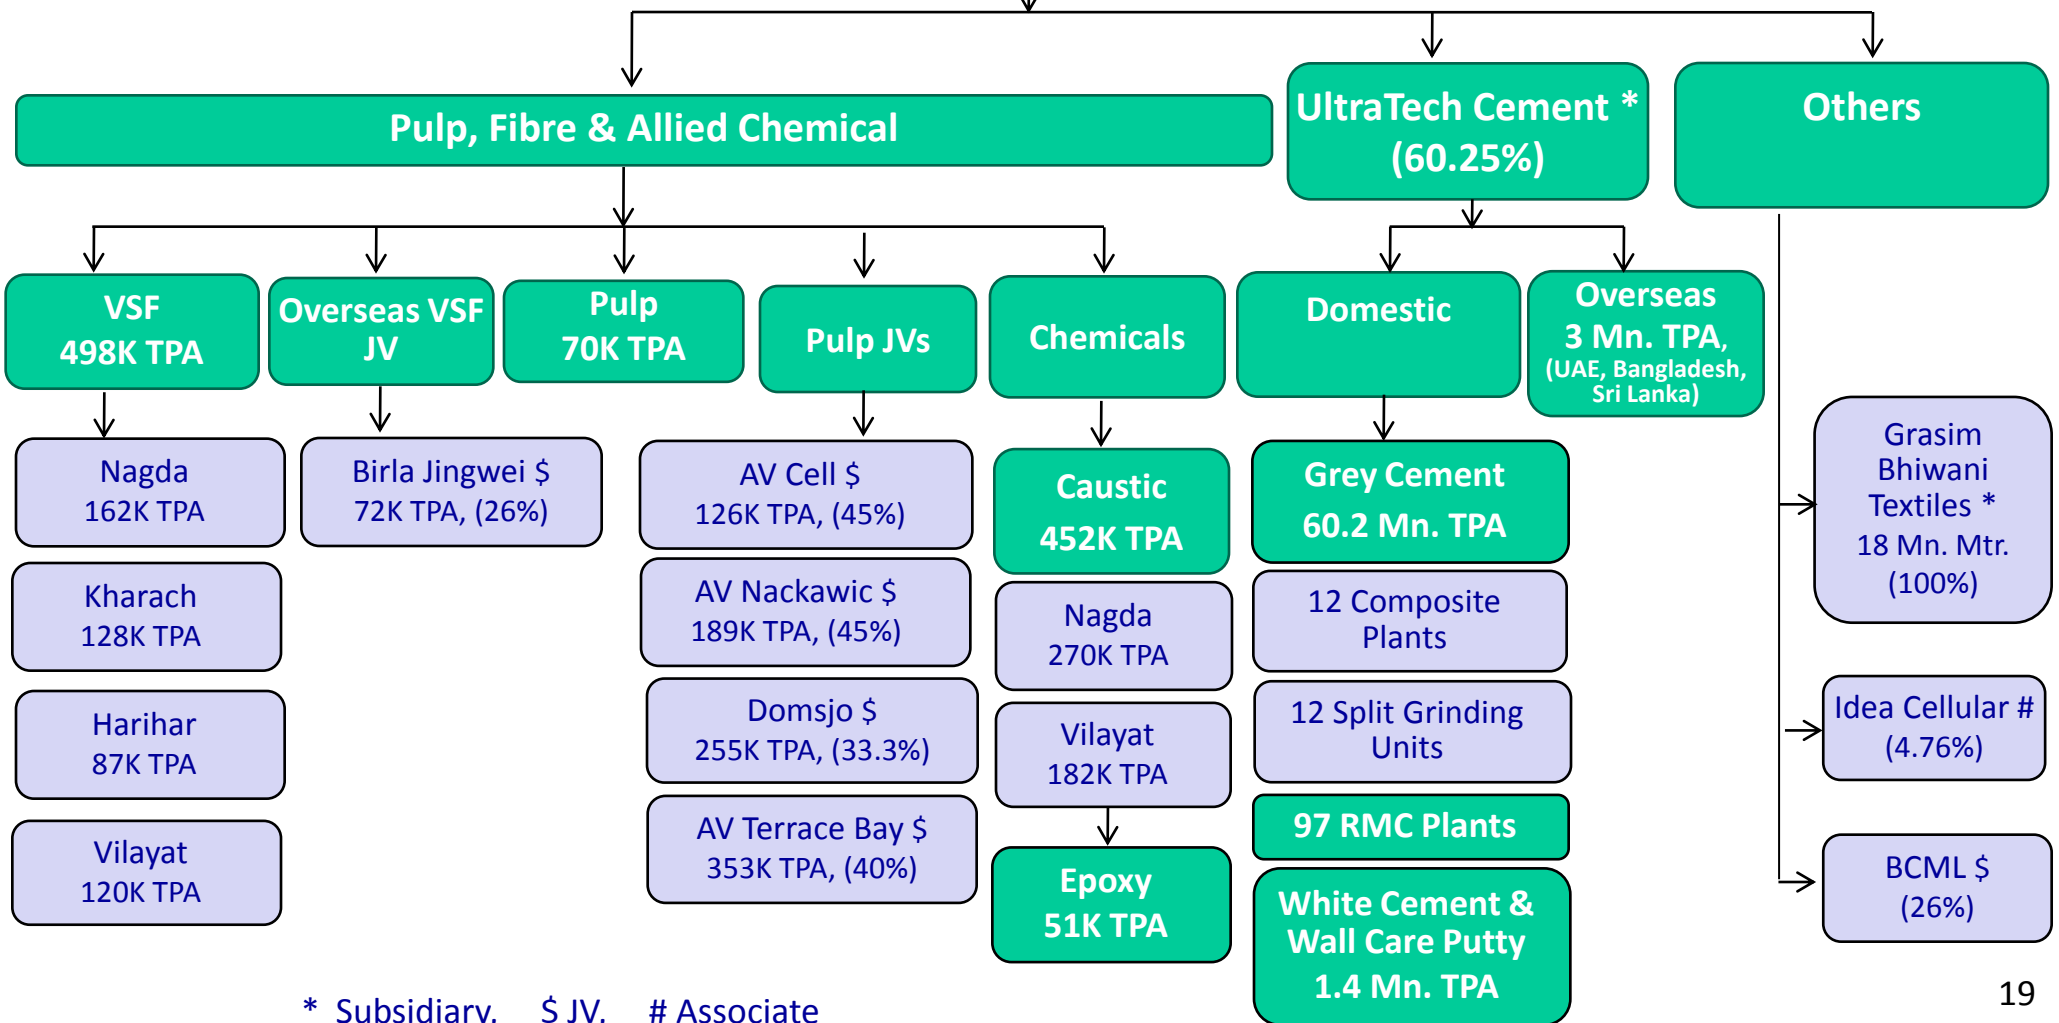 Pulp, Fibre & Allied Chemical
UltraTech Cement *
(60.25%)
Others
VSF
498K TPA
Overseas VSF
JV
Pulp
70K TPA
Pulp JVs
Chemicals
Domestic
Overseas
3 Mn. TPA,
(UAE, Bangladesh,
Sri Lanka)
Nagda
162K TPA
Kharach
128K TPA
Harihar
87K TPA
Vilayat
120K TPA
Birla Jingwei $
72K TPA, (26%)
AV Cell $
126K TPA, (45%)
AV Nackawic $
189K TPA, (45%)
Domsjo $
255K TPA, (33.3%)
AV Terrace Bay $
353K TPA, (40%)
Caustic
452K TPA
Nagda
270K TPA
Vilayat
182K TPA
Epoxy
51K TPA
Grey Cement
60.2 Mn. TPA
12 Composite
Plants
12 Split Grinding
Units
97 RMC Plants
White Cement &
Wall Care Putty
1.4 Mn. TPA
Grasim
Bhiwani
Textiles *
18 Mn. Mtr.
(100%)
Idea Cellular #
(4.76%)
BCML $
(26%)
* Subsidiary, $ JV, # Associate
19